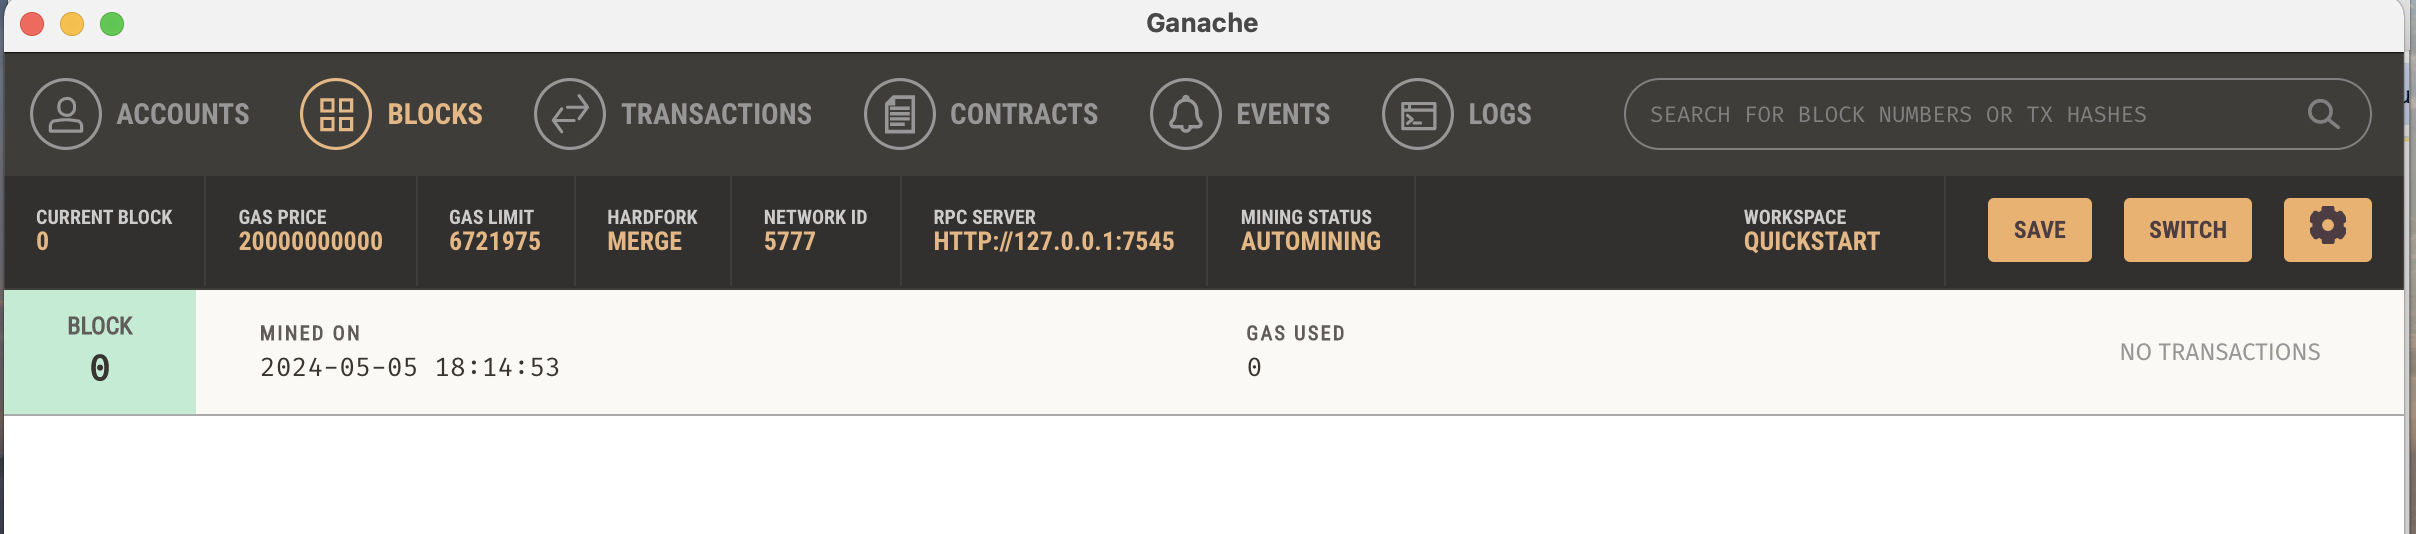 Ganache
ACCOUNTS
BLOCKS
TRANSACTIONS
CONTRACTS
EVENTS
LOGS
SEARCH FOR BLOCK NUMBERS OR TX HASHES
CURRENT BLOCK
0
GAS PRICE
20000000000
GAS LIMIT
6721975
HARDFORK
MERGE
NETWORK ID
5777
RPC SERVER
HTTP://127.0.0.1:7545
MINING STATUS
AUTOMINING
WORKSPACE
QUICKSTART
SAVE
SWITCH
BLOCK
0
MINED ON
2024-05-05 18:14:53
GAS USED
0
NO TRANSACTIONS